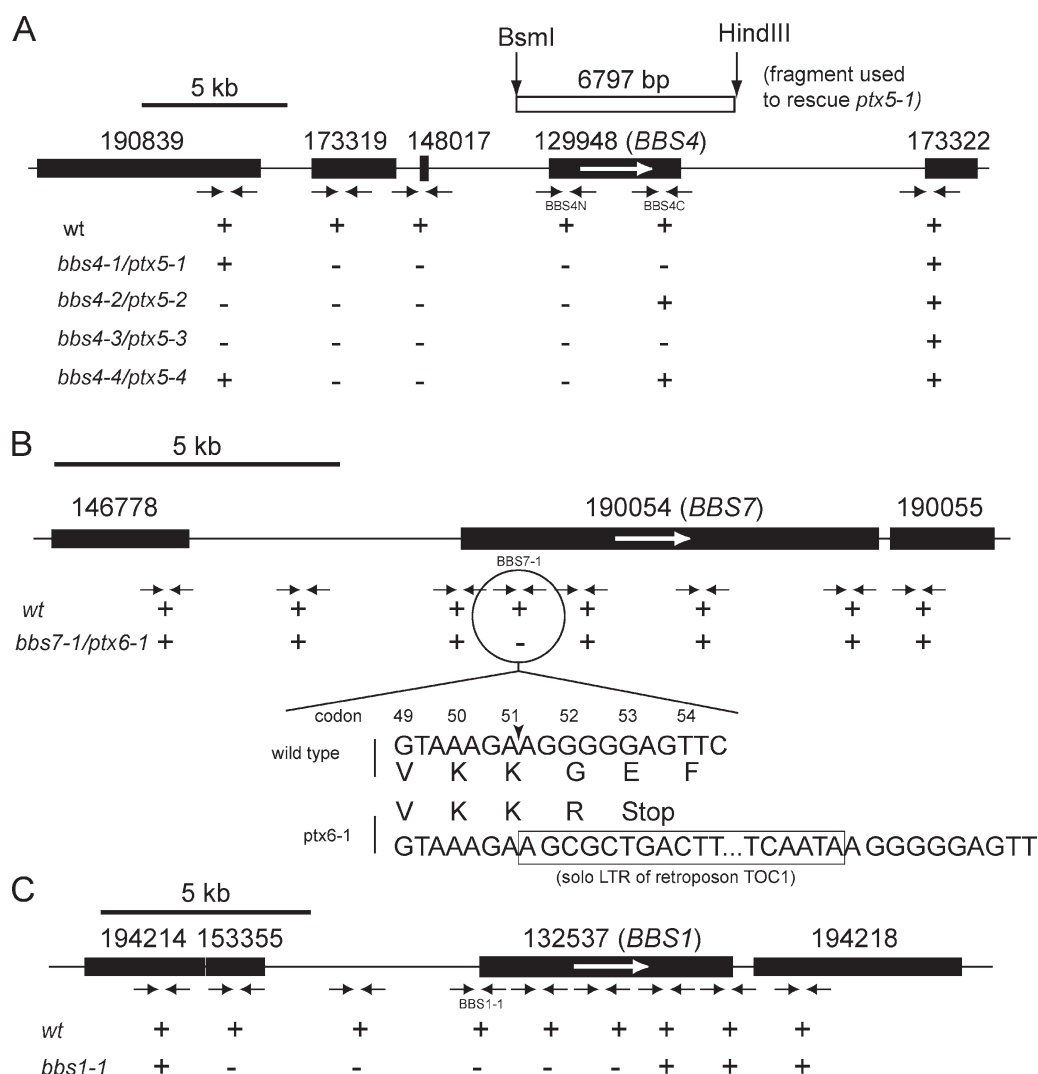 A
BsmI HindIII
5 kb 6797 bp (fragment used
to rescue ptx5-1)
190839 173319 148017 129948 (BBS4) 173322
BBS4N BBS4C
wt + + + + + +
bbs4-1/ptx5-1 + - - - - +
bbs4-2/ptx5-2 - - - - + +
bbs4-3/ptx5-3 - - - - - +
bbs4-4/ptx5-4 + - - - + +
B
5 kb
146778 190054 (BBS7) 190055
BBS7-1
wt + + + + + + + +
bbs7-1/ptx6-1 + + + - + + + +
codon 49 50 51 52 53 54
wild type GTAAAGAAGGGGGAGTTC
V K K G E F
V K K R Stop
ptx6-1 GTAAAGAAGCGCTGACTT...TCAATAAGGGGGAGTT
(solo LTR of retroposon TOC1)
C
5 kb
194214 153355 132537 (BBS1) 194218
BBS1-1
wt + + + + + + + + +
bbs1-1 + - - - - - + + +